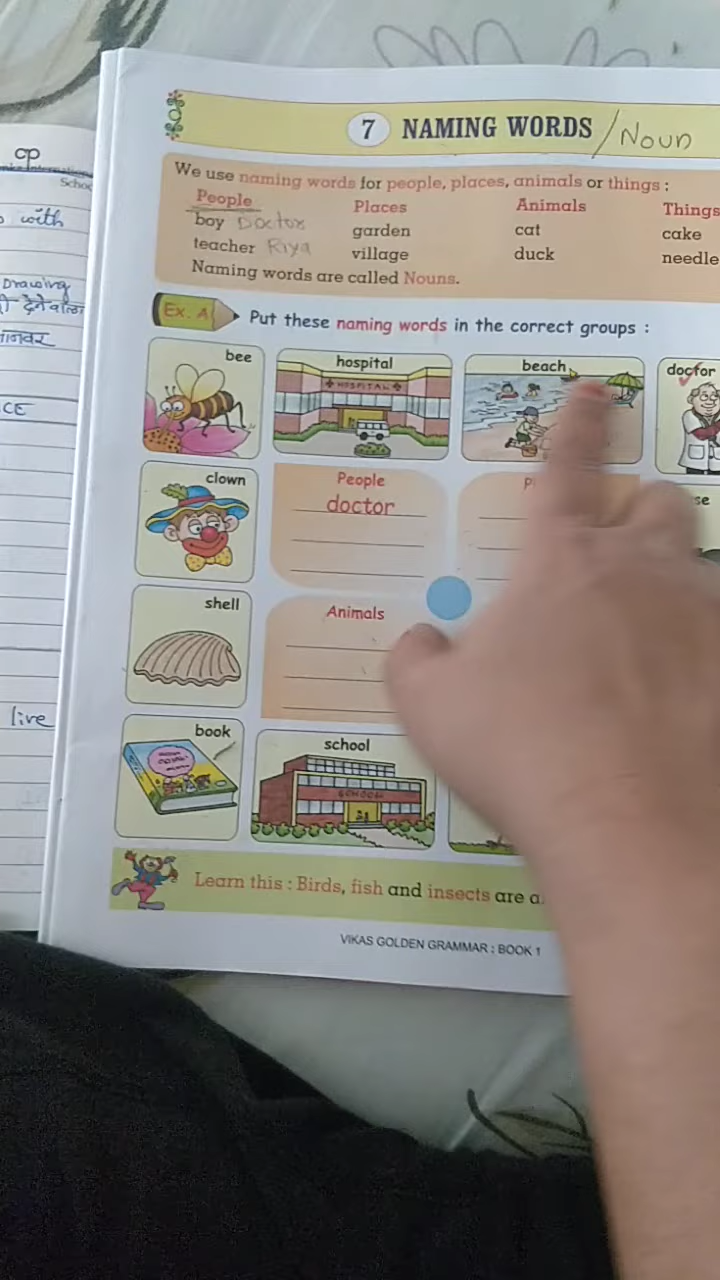 7 NAMING WORDS / Noun
We use naming words for people, places, animals or things :
People Places Animals Things
boy Doctor garden cat cake
teacher Riya village duck needle
Naming words are called Nouns.
Ex. A Put these naming words in the correct groups :
bee hospital beach doctor
HOSPITAL
clown People
doctor
shell Animals
book school
SCHOOL
Learn this : Birds, fish and insects are
VIKAS GOLDEN GRAMMAR : BOOK 1
cp
with
Drawing
live